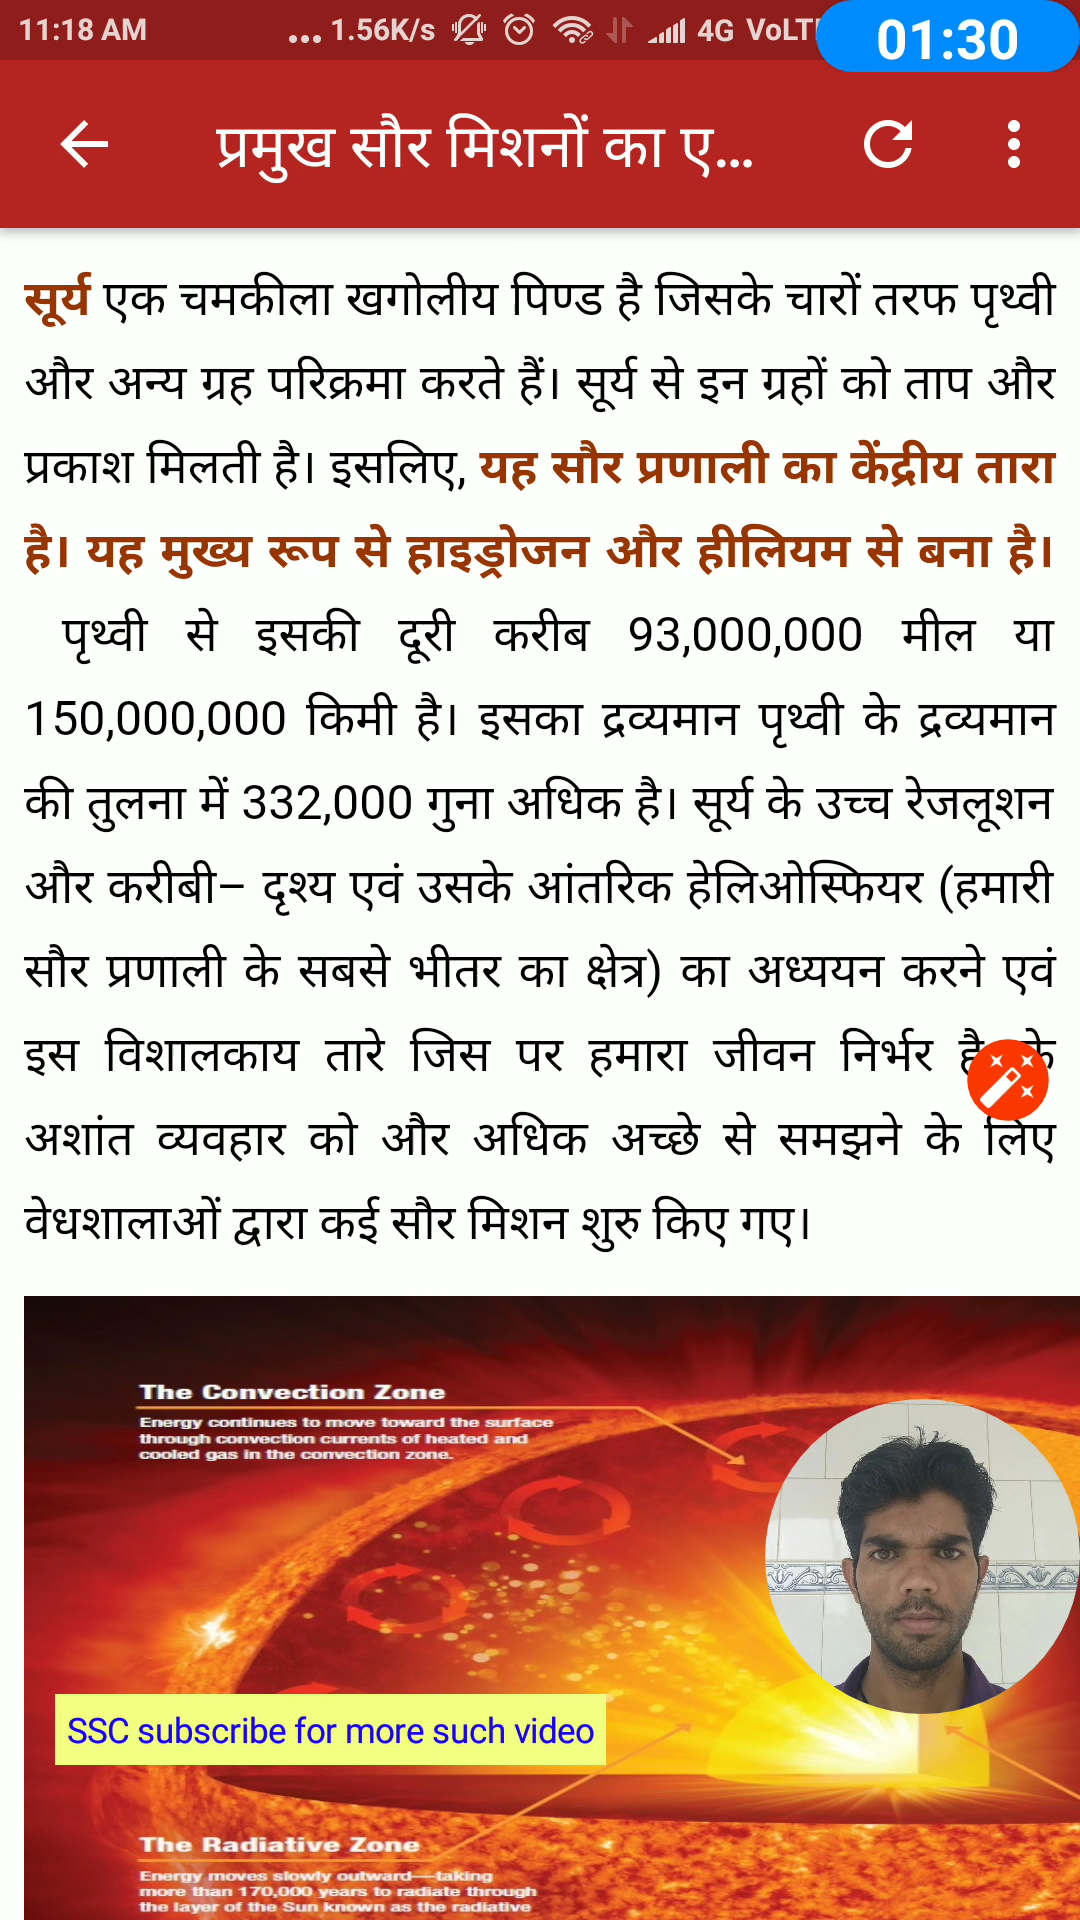 11:18 AM
... 1.56K/s
4G VoLT
01:30
प्रमुख सौर मिशनों का ए...
सूर्य एक चमकीला खगोलीय पिण्ड है जिसके चारों तरफ पृथ्वी
और अन्य ग्रह परिक्रमा करते हैं। सूर्य से इन ग्रहों को ताप और
प्रकाश मिलती है। इसलिए, यह सौर प्रणाली का केंद्रीय तारा
है। यह मुख्य रूप से हाइड्रोजन और हीलियम से बना है।
पृथ्वी से इसकी दूरी करीब 93,000,000 मील या
150,000,000 किमी है। इसका द्रव्यमान पृथ्वी के द्रव्यमान
की तुलना में 332,000 गुना अधिक है। सूर्य के उच्च रेजलूशन
और करीबी– दृश्य एवं उसके आंतरिक हेलिओस्फियर (हमारी
सौर प्रणाली के सबसे भीतर का क्षेत्र) का अध्ययन करने एवं
इस विशालकाय तारे जिस पर हमारा जीवन निर्भर है के
अशांत व्यवहार को और अधिक अच्छे से समझने के लिए
वेधशालाओं द्वारा कई सौर मिशन शुरु किए गए।
The Convection Zone
Energy continues to move toward the surface
through convection currents of heated and
cooled gas in the convection zone.
SSC subscribe for more such video
The Radiative Zone
Energy moves slowly outward—taking
more than 170,000 years to radiate through
the layer of the Sun known as the radiative